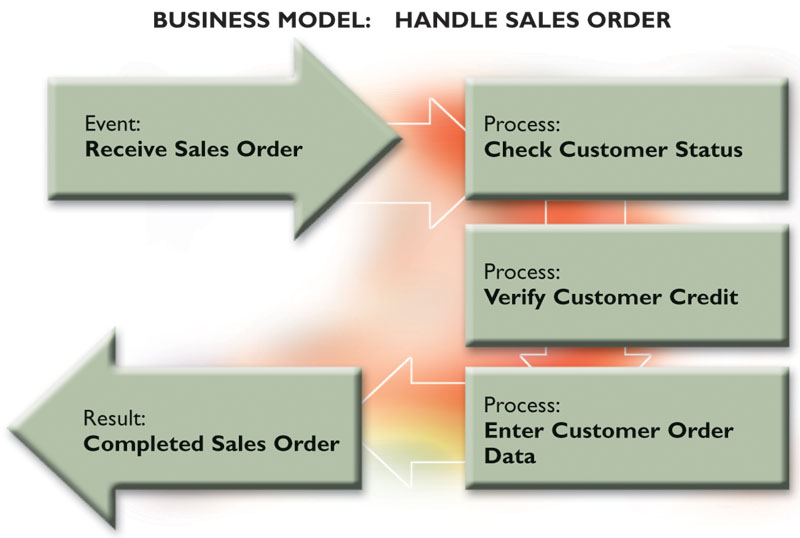 BUSINESS MODEL: HANDLE SALES ORDER
Event:
Receive Sales Order
Process:
Check Customer Status
Process:
Verify Customer Credit
Process:
Enter Customer Order
Data
Result:
Completed Sales Order